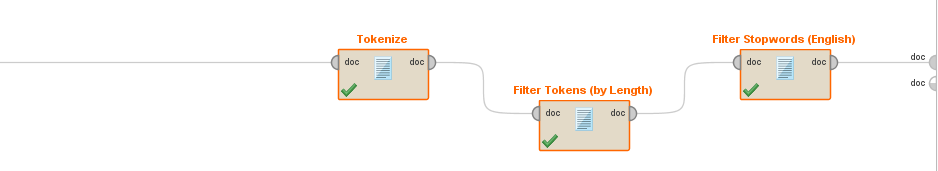 Tokenize
doc doc
Filter Tokens (by Length)
doc doc
Filter Stopwords (English)
doc doc
doc
doc